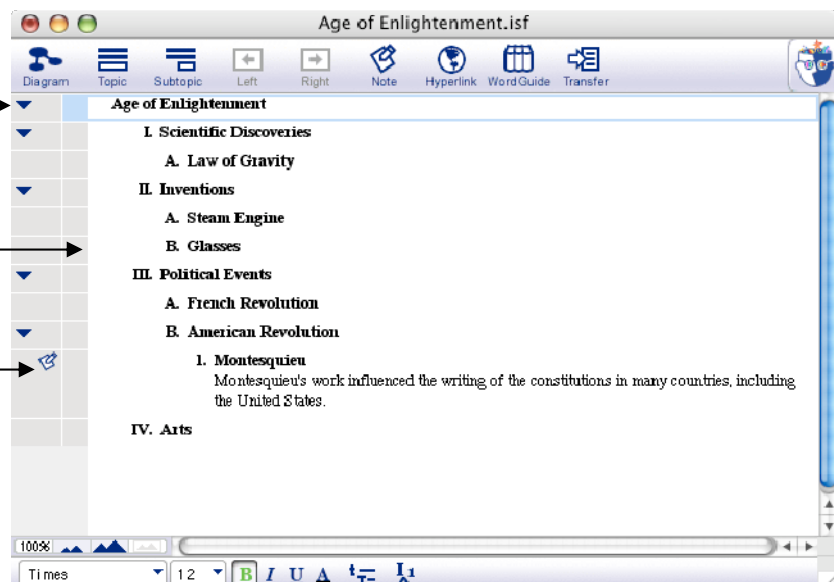 Age of Enlightenment.isf
Diagram Topic Subtopic Left Right Note Hyperlink WordGuide Transfer
Age of Enlightenment
I. Scientific Discoveries
A. Law of Gravity
II. Inventions
A. Steam Engine
B. Glasses
III. Political Events
A. French Revolution
B. American Revolution
1. Montesquieu
Montesquieu's work influenced the writing of the constitutions in many countries, including
the United States.
IV. Arts
100%
Times 12 B I U A